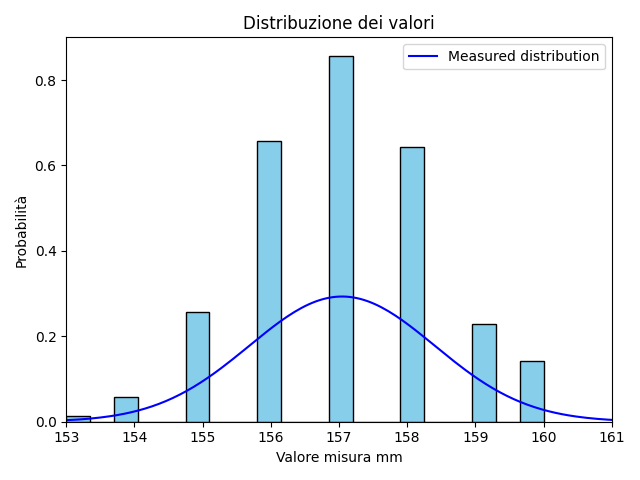 Distribuzione dei valori
Measured distribution
Probabilità
0.8
0.6
0.4
0.2
0.0
153 154 155 156 157 158 159 160 161
Valore misura mm